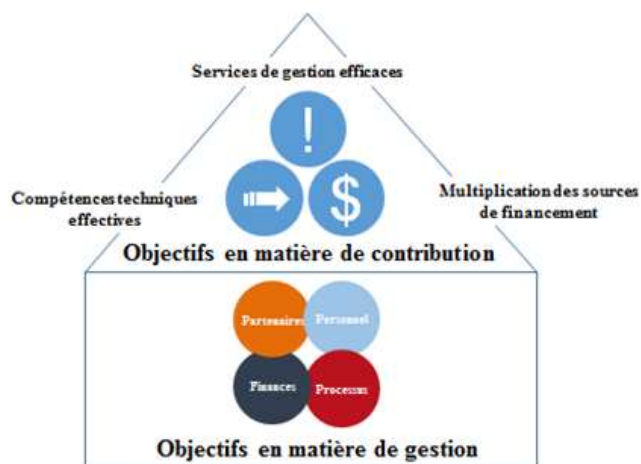 Services de gestion efficaces
!
$
Compétences techniques
effectives
Multiplication des sources
de financement
Objectifs en matière de contribution
Partenaires
Personnel
Finances
Processus
Objectifs en matière de gestion